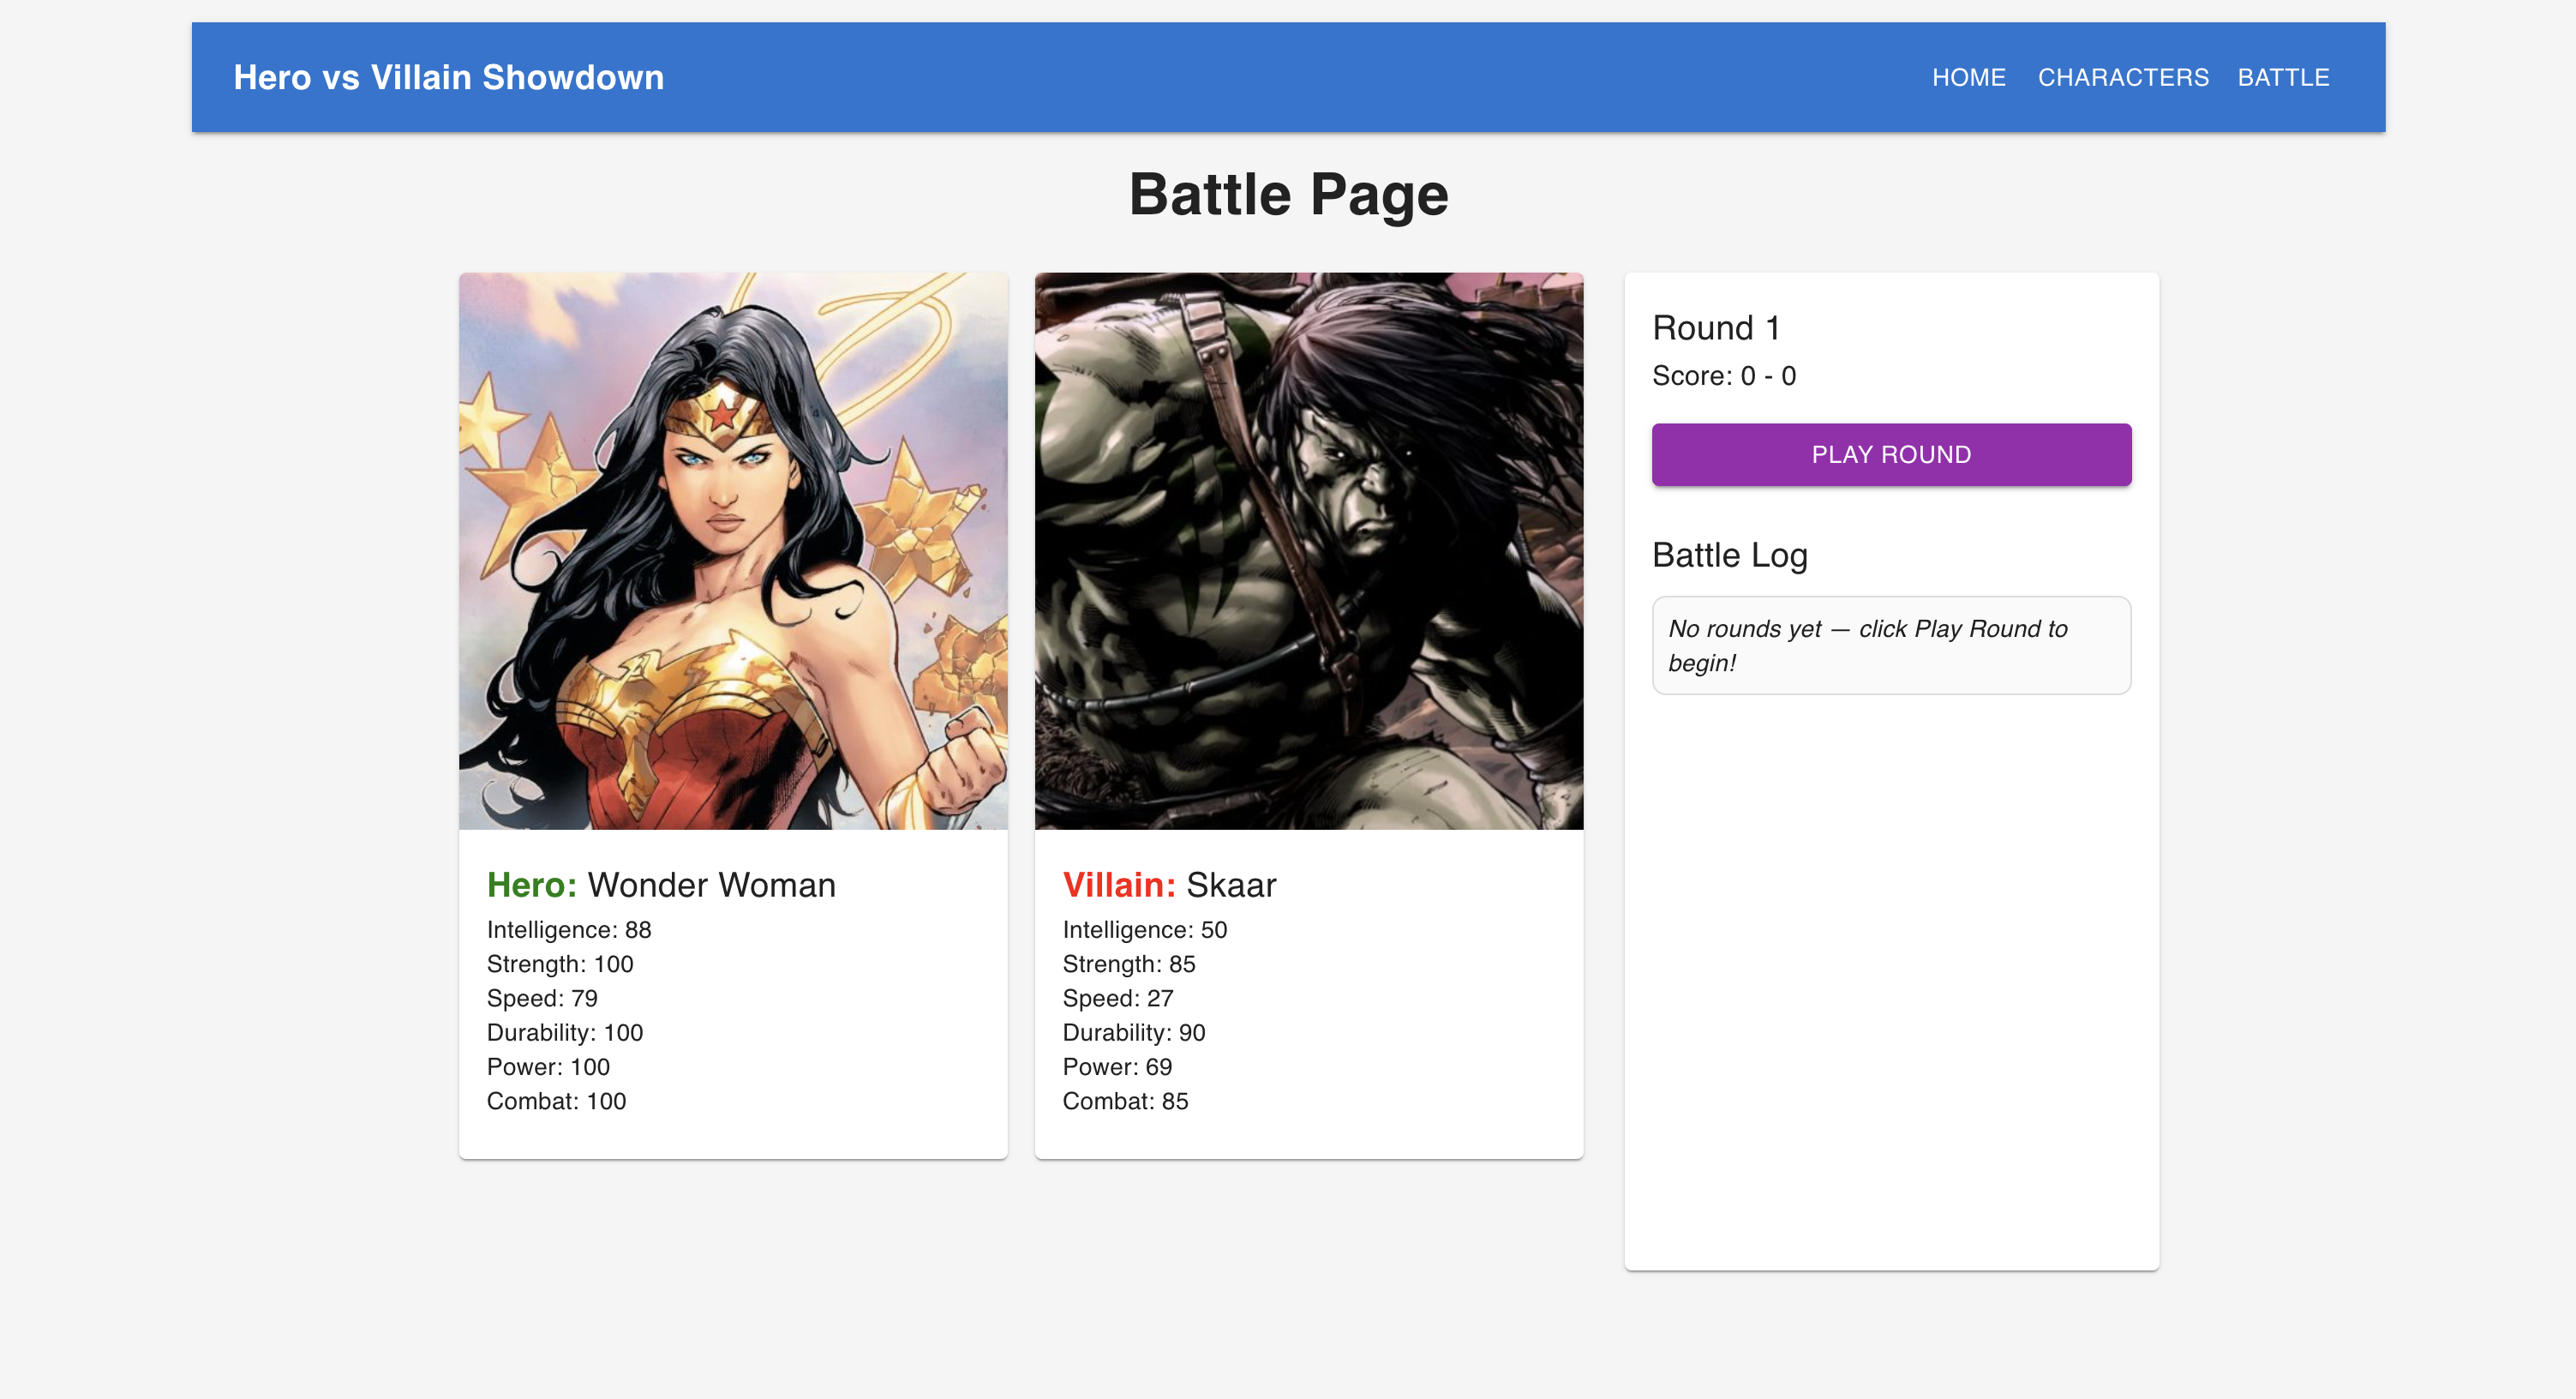 Hero vs Villain Showdown
HOME CHARACTERS BATTLE
Battle Page
Hero: Wonder Woman
Intelligence: 88
Strength: 100
Speed: 79
Durability: 100
Power: 100
Combat: 100
Villain: Skaar
Intelligence: 50
Strength: 85
Speed: 27
Durability: 90
Power: 69
Combat: 85
Round 1
Score: 0 - 0
PLAY ROUND
Battle Log
No rounds yet — click Play Round to
begin!